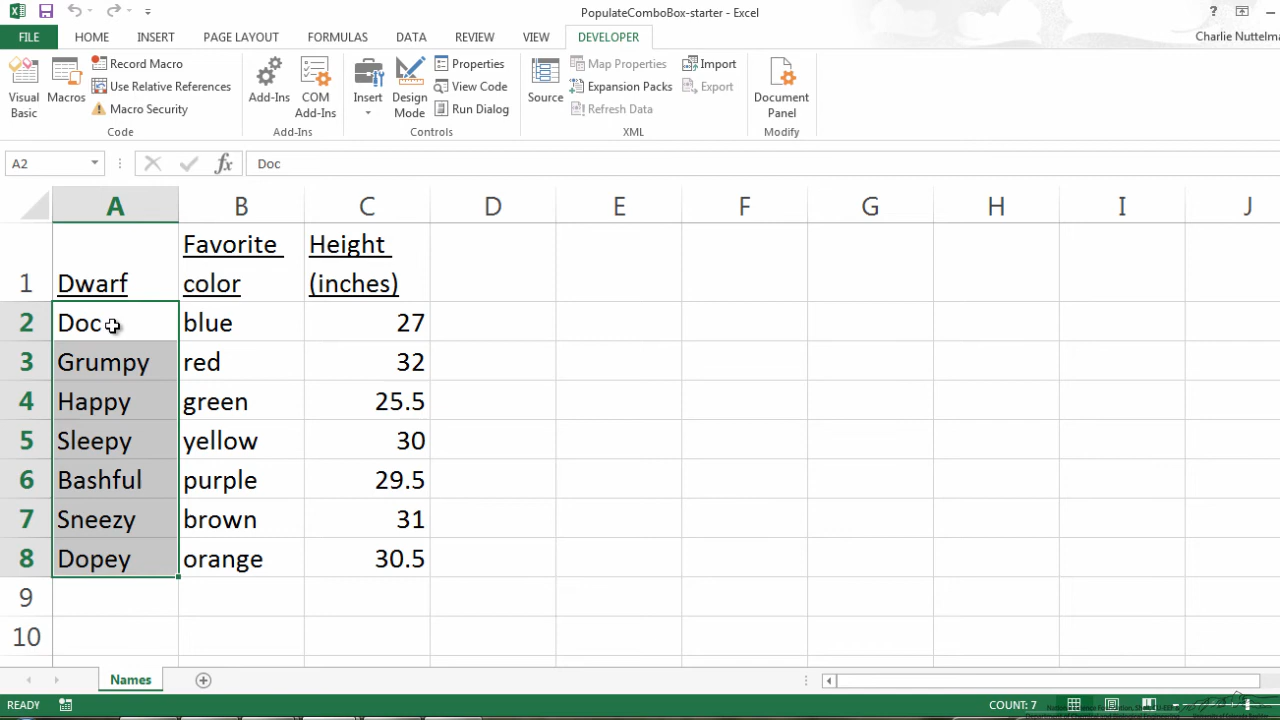 PopulateComboBox-starter - Excel
?
FILE HOME INSERT PAGE LAYOUT FORMULAS DATA REVIEW VIEW DEVELOPER
Charlie Nuttelma
Visual Basic
Macros
Record Macro
Use Relative References
Macro Security
Code
Add-Ins
COM Add-Ins
Add-Ins
Insert
Design Mode
Properties
View Code
Run Dialog
Controls
Source
Map Properties
Expansion Packs
Refresh Data
Import
Export
XML
Document Panel
Modify
A2 fx Doc
A B C D E F G H I J
Favorite Height
1 Dwarf color (inches)
2 Doc blue 27
3 Grumpy red 32
4 Happy green 25.5
5 Sleepy yellow 30
6 Bashful purple 29.5
7 Sneezy brown 31
8 Dopey orange 30.5
9
10
Names
READY COUNT: 7